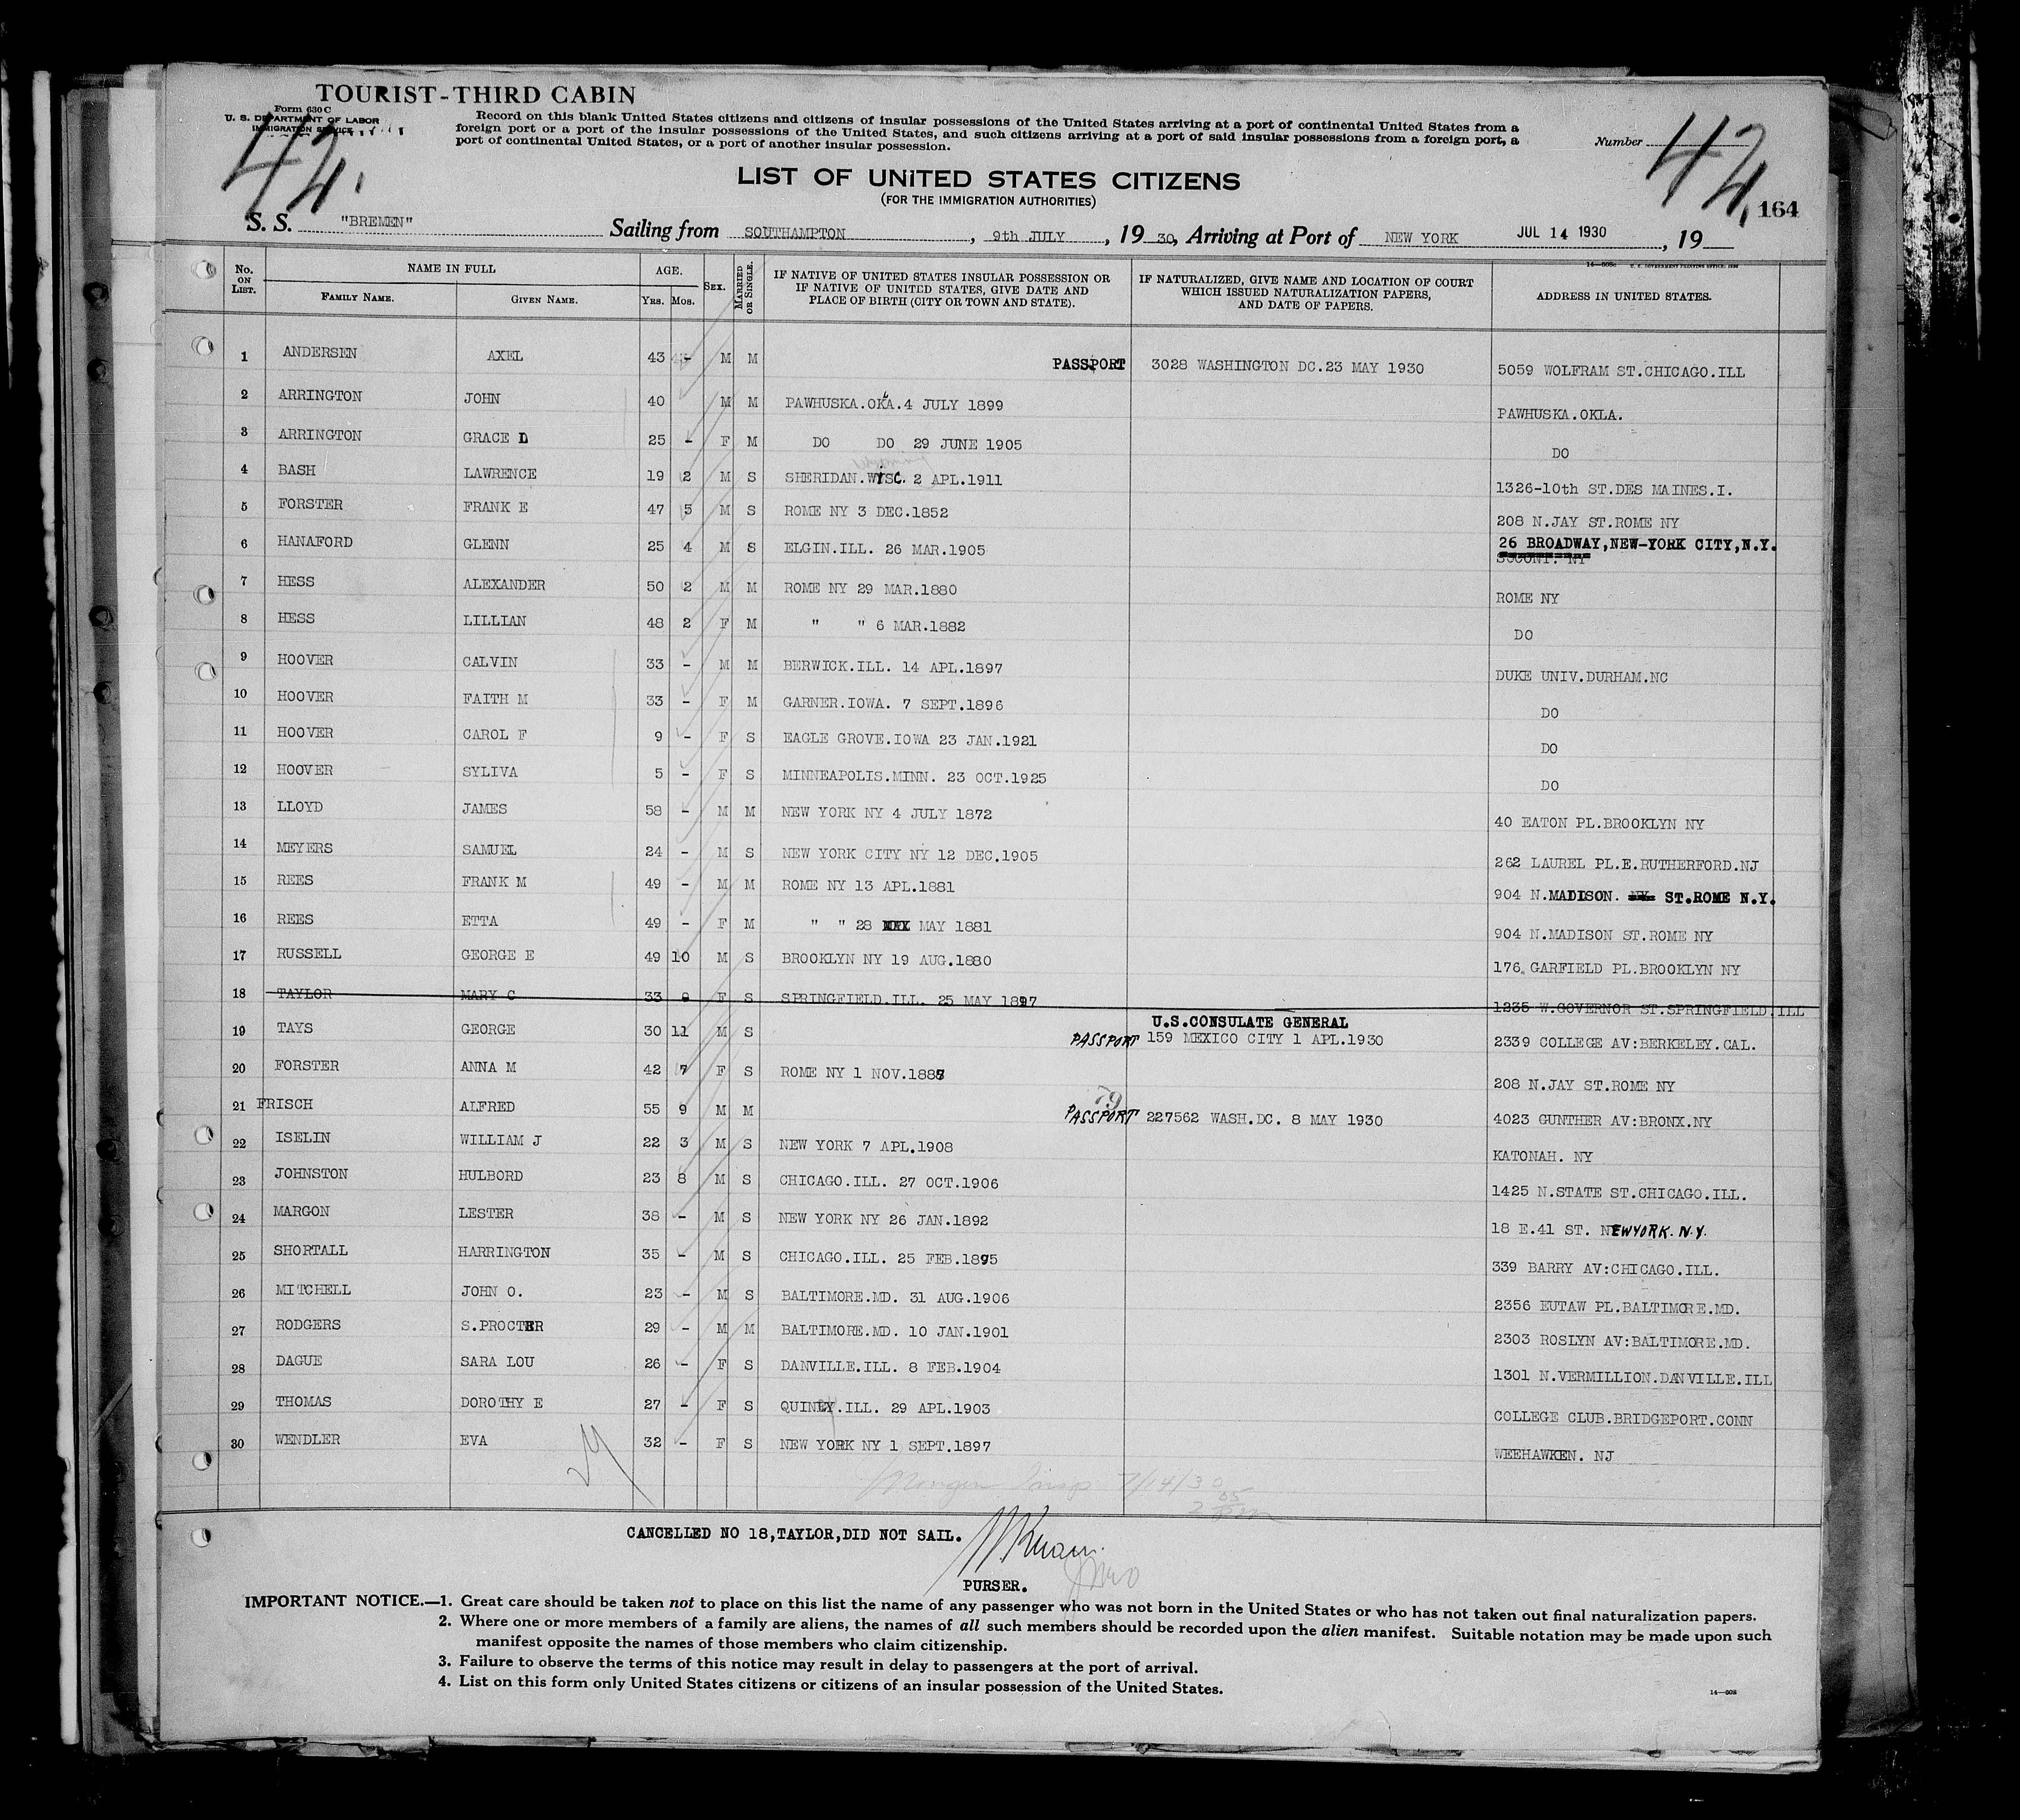 TOURIST-THIRD CABIN
Form 630 C
U. S. DEPARTMENT OF LABOR
IMMIGRATION SERVICE
Record on this blank United States citizens and citizens of insular possessions of the United States arriving at a port of continental United States from a
foreign port or a port of the insular possessions of the United States, and such citizens arriving at a port of said insular possessions from a foreign port, a
port of continental United States, or a port of another insular possession.
Number
42.
42.
164
LIST OF UNITED STATES CITIZENS
(FOR THE IMMIGRATION AUTHORITIES)
S. S. "BREMEN" Sailing from SOUTHAMPTON, 9th JULY, 19 30, Arriving at Port of NEW YORK JUL 14 1930, 19
No. ON LIST. NAME IN FULL FAMILY NAME. GIVEN NAME. AGE. YRS. MOS. SEX. MARRIED OR SINGLE. IF NATIVE OF UNITED STATES INSULAR POSSESSION OR IF NATIVE OF UNITED STATES, GIVE DATE AND PLACE OF BIRTH (CITY OR TOWN AND STATE). IF NATURALIZED, GIVE NAME AND LOCATION OF COURT WHICH ISSUED NATURALIZATION PAPERS, AND DATE OF PAPERS. ADDRESS IN UNITED STATES.
1 ANDERSEN AXEL 43 - M M PASSPORT 3028 WASHINGTON DC.23 MAY 1930 5059 WOLFRAM ST.CHICAGO.ILL
2 ARRINGTON JOHN 40 M M PAWHUSKA.OKA.4 JULY 1899 PAWHUSKA.OKLA.
3 ARRINGTON GRACE L 25 - F M DO DO 29 JUNE 1905 DO
4 BASH LAWRENCE 19 2 M S SHERIDAN.WISC. 2 APL.1911 1326-10th ST.DES MAINES.I.
5 FORSTER FRANK E 47 5 M S ROME NY 3 DEC.1852 208 N.JAY ST.ROME NY
6 HANAFORD GLENN 25 4 M S ELGIN.ILL. 26 MAR.1905 26 BROADWAY,NEW-YORK CITY,N.Y.
7 HESS ALEXANDER 50 2 M M ROME NY 29 MAR.1880 ROME NY
8 HESS LILLIAN 48 2 F M " " 6 MAR.1882 DO
9 HOOVER CALVIN 33 - M M BERWICK.ILL. 14 APL.1897 DUKE UNIV.DURHAM.NC
10 HOOVER FAITH M 33 - F M GARNER.IOWA. 7 SEPT.1896 DO
11 HOOVER CAROL F 9 - F S EAGLE GROVE.IOWA 23 JAN.1921 DO
12 HOOVER SYLIVA 5 - F S MINNEAPOLIS.MINN. 23 OCT.1925 DO
13 LLOYD JAMES 58 - M M NEW YORK NY 4 JULY 1872 40 EATON PL.BROOKLYN NY
14 MEYERS SAMUEL 24 - M S NEW YORK CITY NY 12 DEC.1905 262 LAUREL PL.E.RUTHERFORD.NJ
15 REES FRANK M 49 - M M ROME NY 13 APL.1881 904 N.MADISON. ST.ROME N.Y.
16 REES ETTA 49 - F M " " 28 MAY 1881 904 N.MADISON ST.ROME NY
17 RUSSELL GEORGE E 49 10 M S BROOKLYN NY 19 AUG.1880 176 GARFIELD PL.BROOKLYN NY
18 TAYLOR MARY C 33 0 F S SPRINGFIELD.ILL. 25 MAY 1897 1235 W.GOVERNOR ST.SPRINGFIELD.ILL
19 TAYS GEORGE 30 11 M S PASSPORT U.S.CONSULATE GENERAL 159 MEXICO CITY 1 APL.1930 2339 COLLEGE AV:BERKELEY.CAL.
20 FORSTER ANNA M 42 7 F S ROME NY 1 NOV.1887 208 N.JAY ST.ROME NY
21 FRISCH ALFRED 55 9 M M 79 PASSPORT 227562 WASH.DC. 8 MAY 1930 4023 GUNTHER AV:BRONX.NY
22 ISELIN WILLIAM J 22 3 M S NEW YORK 7 APL.1908 KATONAH. NY
23 JOHNSTON HULBORD 23 8 M S CHICAGO.ILL. 27 OCT.1906 1425 N.STATE ST.CHICAGO.ILL.
24 MARGON LESTER 38 - M S NEW YORK NY 26 JAN.1892 18 E.41 ST. NEWYORK. N.Y.
25 SHORTALL HARRINGTON 35 - M S CHICAGO.ILL. 25 FEB.1895 339 BARRY AV:CHICAGO.ILL.
26 MITCHELL JOHN O. 23 - M S BALTIMORE.MD. 31 AUG.1906 2356 EUTAW PL.BALTIMORE.MD.
27 RODGERS S.PROCTER 29 - M M BALTIMORE.MD. 10 JAN.1901 2303 ROSLYN AV:BALTIMORE.MD.
28 DAGUE SARA LOU 26 - F S DANVILLE.ILL. 8 FEB.1904 1301 N.VERMILLION.DANVILLE.ILL
29 THOMAS DOROTHY E 27 - F S QUINCY.ILL. 29 APL.1903 COLLEGE CLUB.BRIDGEPORT.CONN
30 WENDLER EVA 32 - F S NEW YORK NY 1 SEPT.1897 WEEHAWKEN. NJ
7/14/30
CANCELLED NO 18,TAYLOR,DID NOT SAIL.
PURSER.
IMPORTANT NOTICE.—1. Great care should be taken not to place on this list the name of any passenger who was not born in the United States or who has not taken out final naturalization papers.
2. Where one or more members of a family are aliens, the names of all such members should be recorded upon the alien manifest. Suitable notation may be made upon such
manifest opposite the names of those members who claim citizenship.
3. Failure to observe the terms of this notice may result in delay to passengers at the port of arrival.
4. List on this form only United States citizens or citizens of an insular possession of the United States.